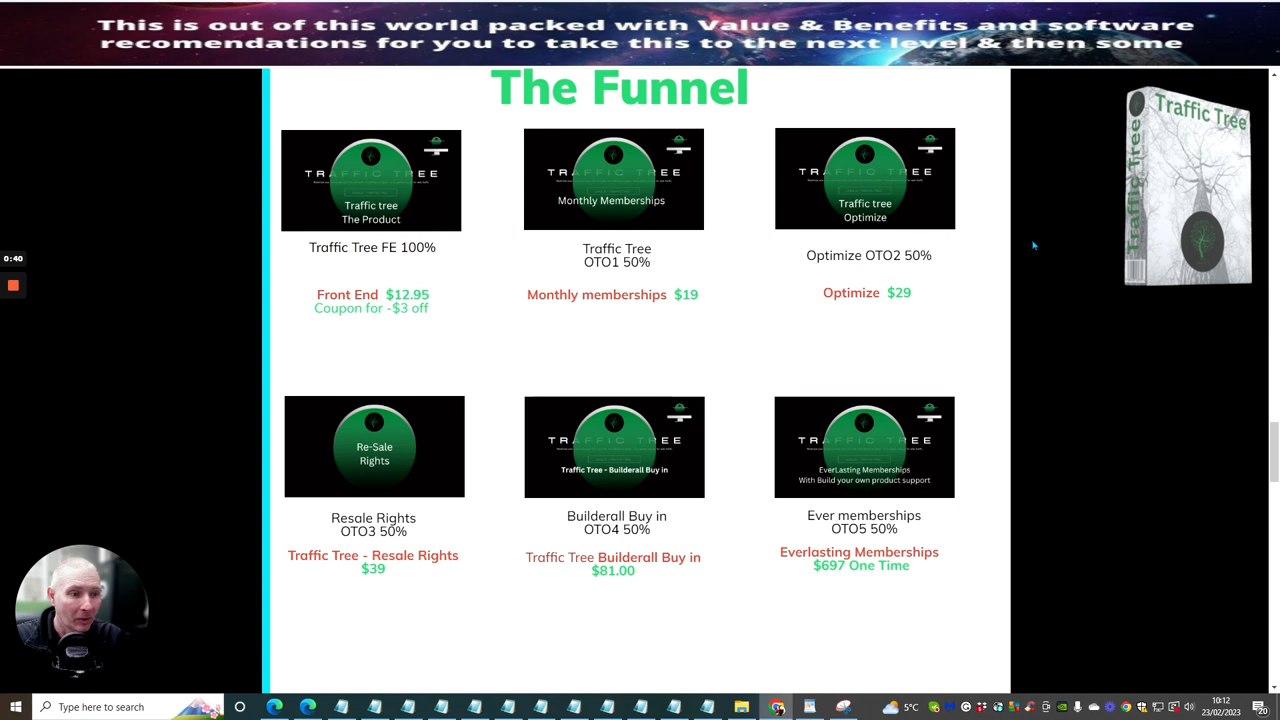 This is out of this world packed with Value & Benefits and software
recomendations for you to take this to the next level & then some
The Funnel
Traffic Tree
Traffic Tree
TRAFFIC TREE
Traffic tree
The Product
TRAFFIC TREE
Monthly Memberships
TRAFFIC TREE
Traffic tree
Optimize
Traffic Tree FE 100%
Traffic Tree
OTO1 50%
Optimize OTO2 50%
0:40
Front End $12.95
Coupon for -$3 off
Monthly memberships $19
Optimize $29
Re-Sale
Rights
TRAFFIC TREE
Traffic Tree - Builderall Buy in
TRAFFIC TREE
EverLasting Memberships
With Build your own product support
Resale Rights
OTO3 50%
Builderall Buy in
OTO4 50%
Ever memberships
OTO5 50%
Traffic Tree - Resale Rights
$39
Traffic Tree Builderall Buy in
$81.00
Everlasting Memberships
$697 One Time
Type here to search
5°C
10:12
23/02/2023
20